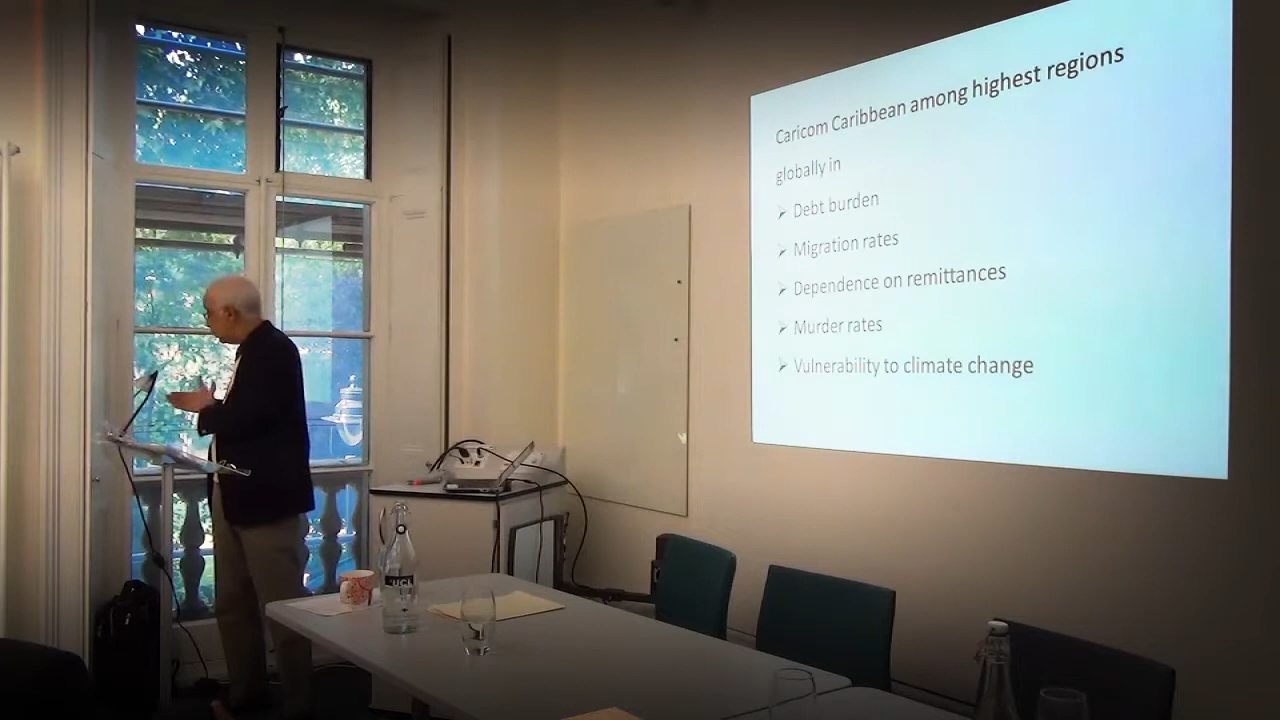 Caricom Caribbean among highest regions
globally in
Debt burden
Migration rates
Dependence on remittances
Murder rates
Vulnerability to climate change
UCL